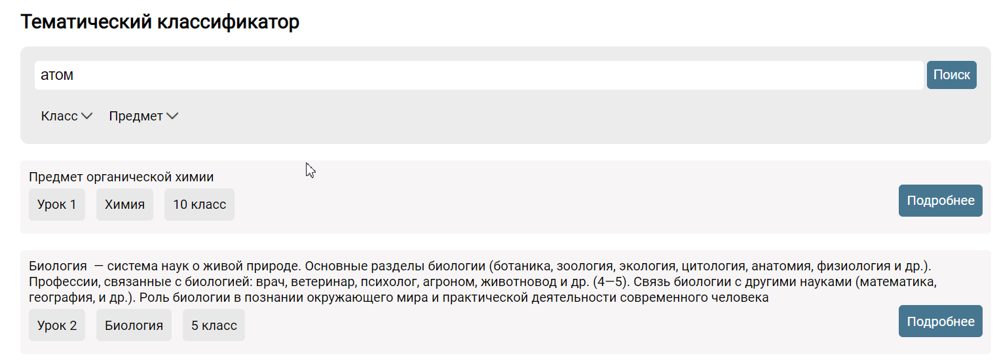 Тематический классификатор
атом
Поиск
Класс
Предмет
Предмет органической химии
Урок 1
Химия
10 класс
Подробнее
Биология — система наук о живой природе. Основные разделы биологии (ботаника, зоология, экология, цитология, анатомия, физиология и др.).
Профессии, связанные с биологией: врач, ветеринар, психолог, агроном, животновод и др. (4—5). Связь биологии с другими науками (математика,
география, и др.). Роль биологии в познании окружающего мира и практической деятельности современного человека
Урок 2
Биология
5 класс
Подробнее